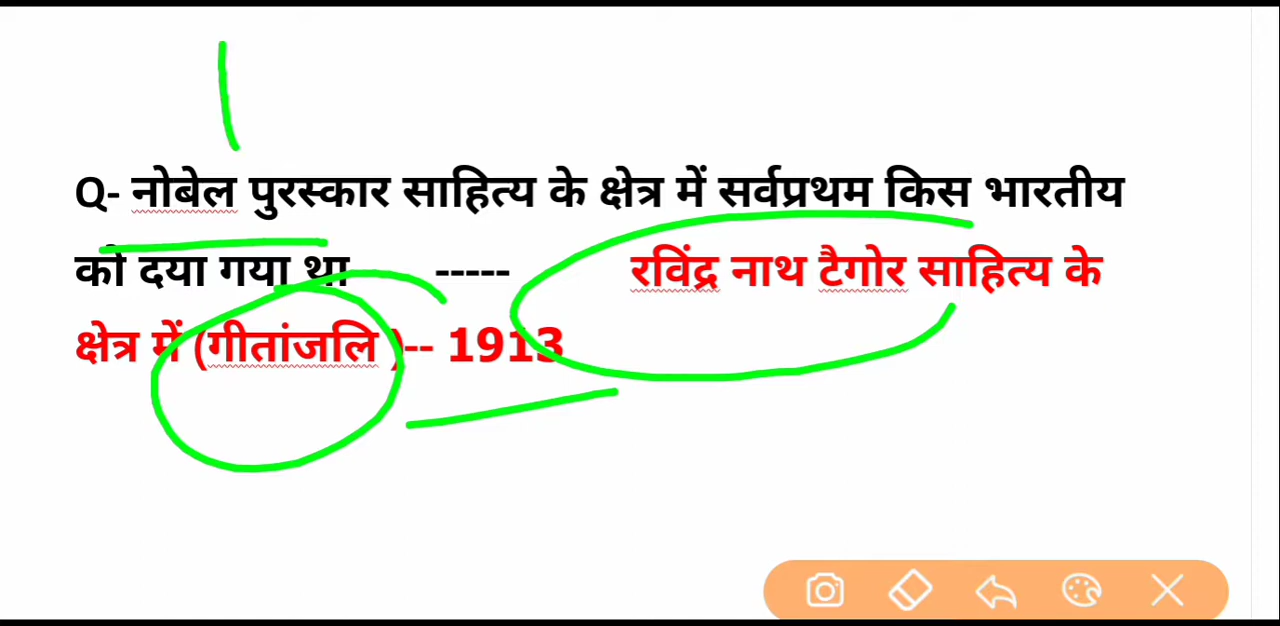 Q- नोबेल पुरस्कार साहित्य के क्षेत्र में सर्वप्रथम किस भारतीय
को दया गया था ----- रविंद्र नाथ टैगोर साहित्य के
क्षेत्र में (गीतांजलि )-- 1913